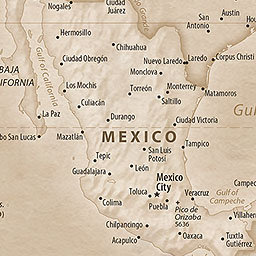 Nogales
Ciudad
Juárez
Grande
San
Antonio
Austin
Hou
Hermosillo
Chihuahua
Gulf of California
Ciudad Obregón
Nuevo Laredo
Laredo
Corpus Christi
BAJA
CALIFORNIA
Monclova
Los Mochis
Torreón
Monterrey
Matamoros
Culiacán
Saltillo
La Paz
Durango
Ciudad Victoria
Gul
bo San Lucas
Mazatlán
MEXICO
Tampico
Tepic
San Luis
Potosí
Guadalajara
León
Mexico
City
Gulf of
Campeche
Toluca
Veracruz
Colima
Puebla
Pico de
Orizaba
5636
Villaher
Chilpancingo
Acapulco
Oaxaca
Tuxtla
Gutiérrez